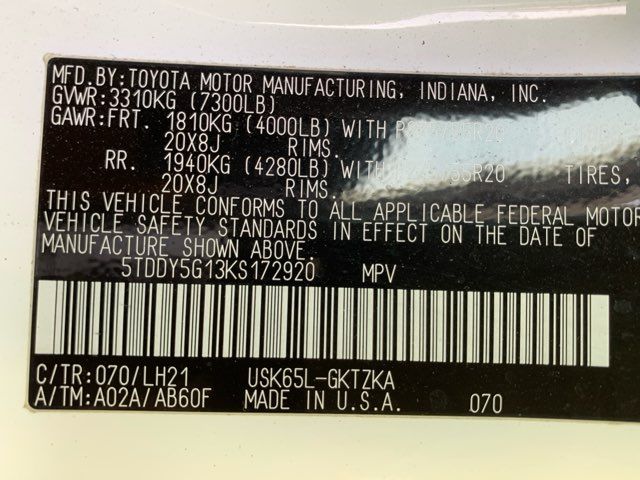 MFD.BY:TOYOTA MOTOR MANUFACTURING, INDIANA, INC.
GVWR:3310KG (7300LB)
GAWR:FRT. 1810KG (4000LB) WITH
20X8J RIMS.
RR. 1940KG (4280LB) WITH TIRES,
20X8J RIMS.
THIS VEHICLE CONFORMS TO ALL APPLICABLE FEDERAL MOTOR
VEHICLE SAFETY STANDARDS IN EFFECT ON THE DATE OF
MANUFACTURE SHOWN ABOVE.
5TDDY5G13KS172920 MPV
C/TR:070/LH21 USK65L-GKTZKA
A/TM:A02A/AB60F MADE IN U.S.A. 070